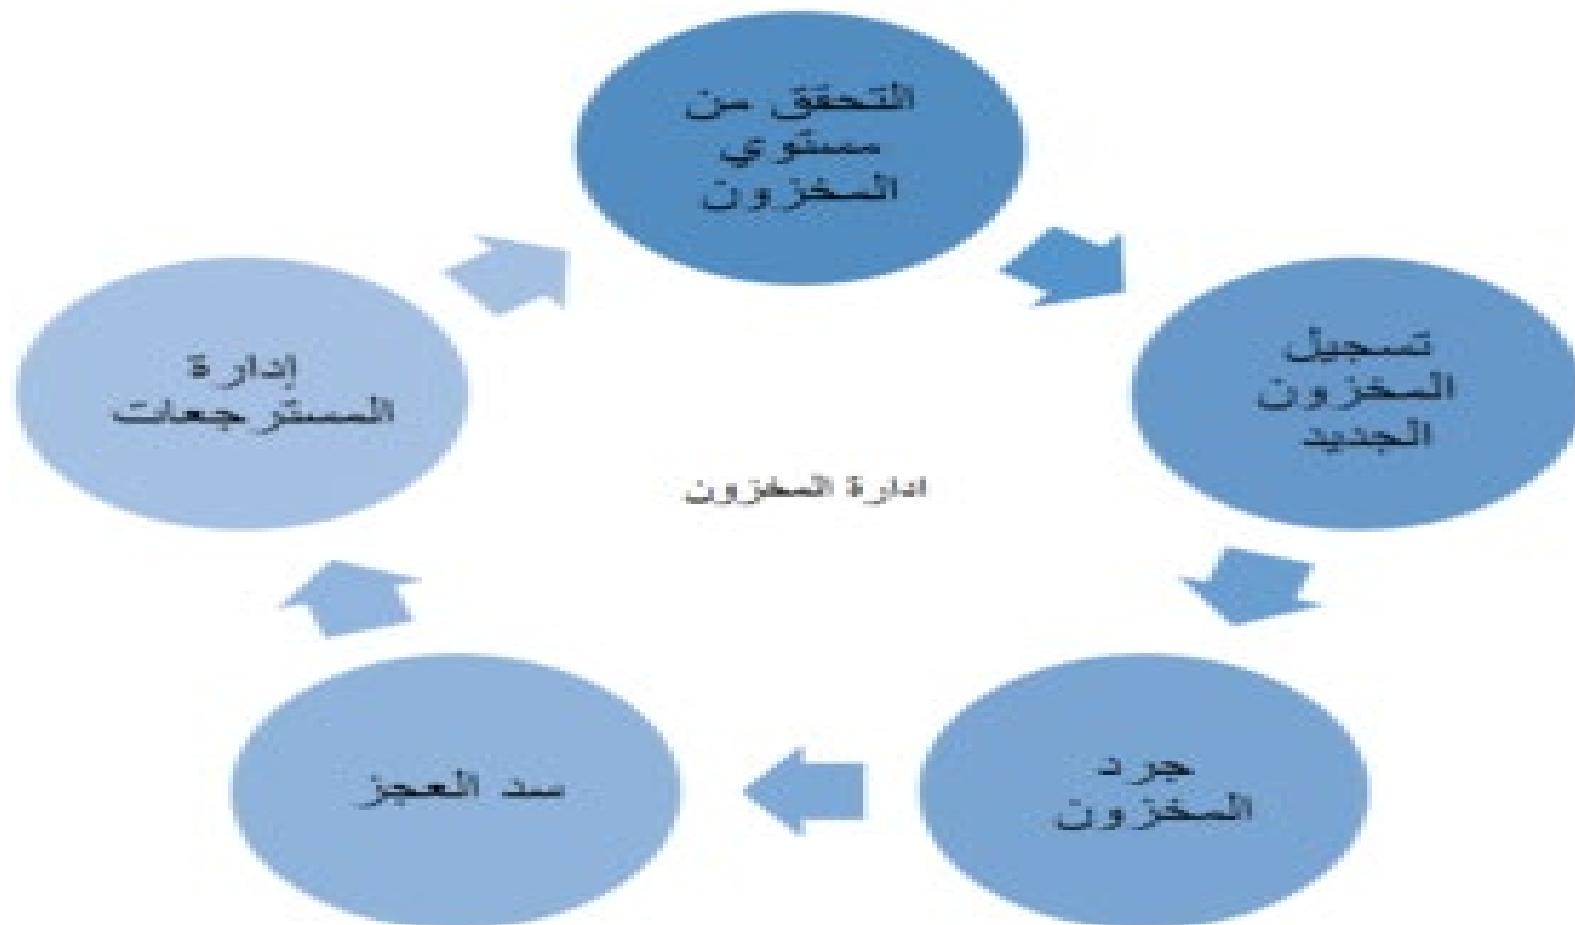 التحقق من
مستوي
المخزون
تسجيل
المخزون
الجديد
جرد
المخزون
سد العجز
إدارة
المسترجعات
ادارة المخزون